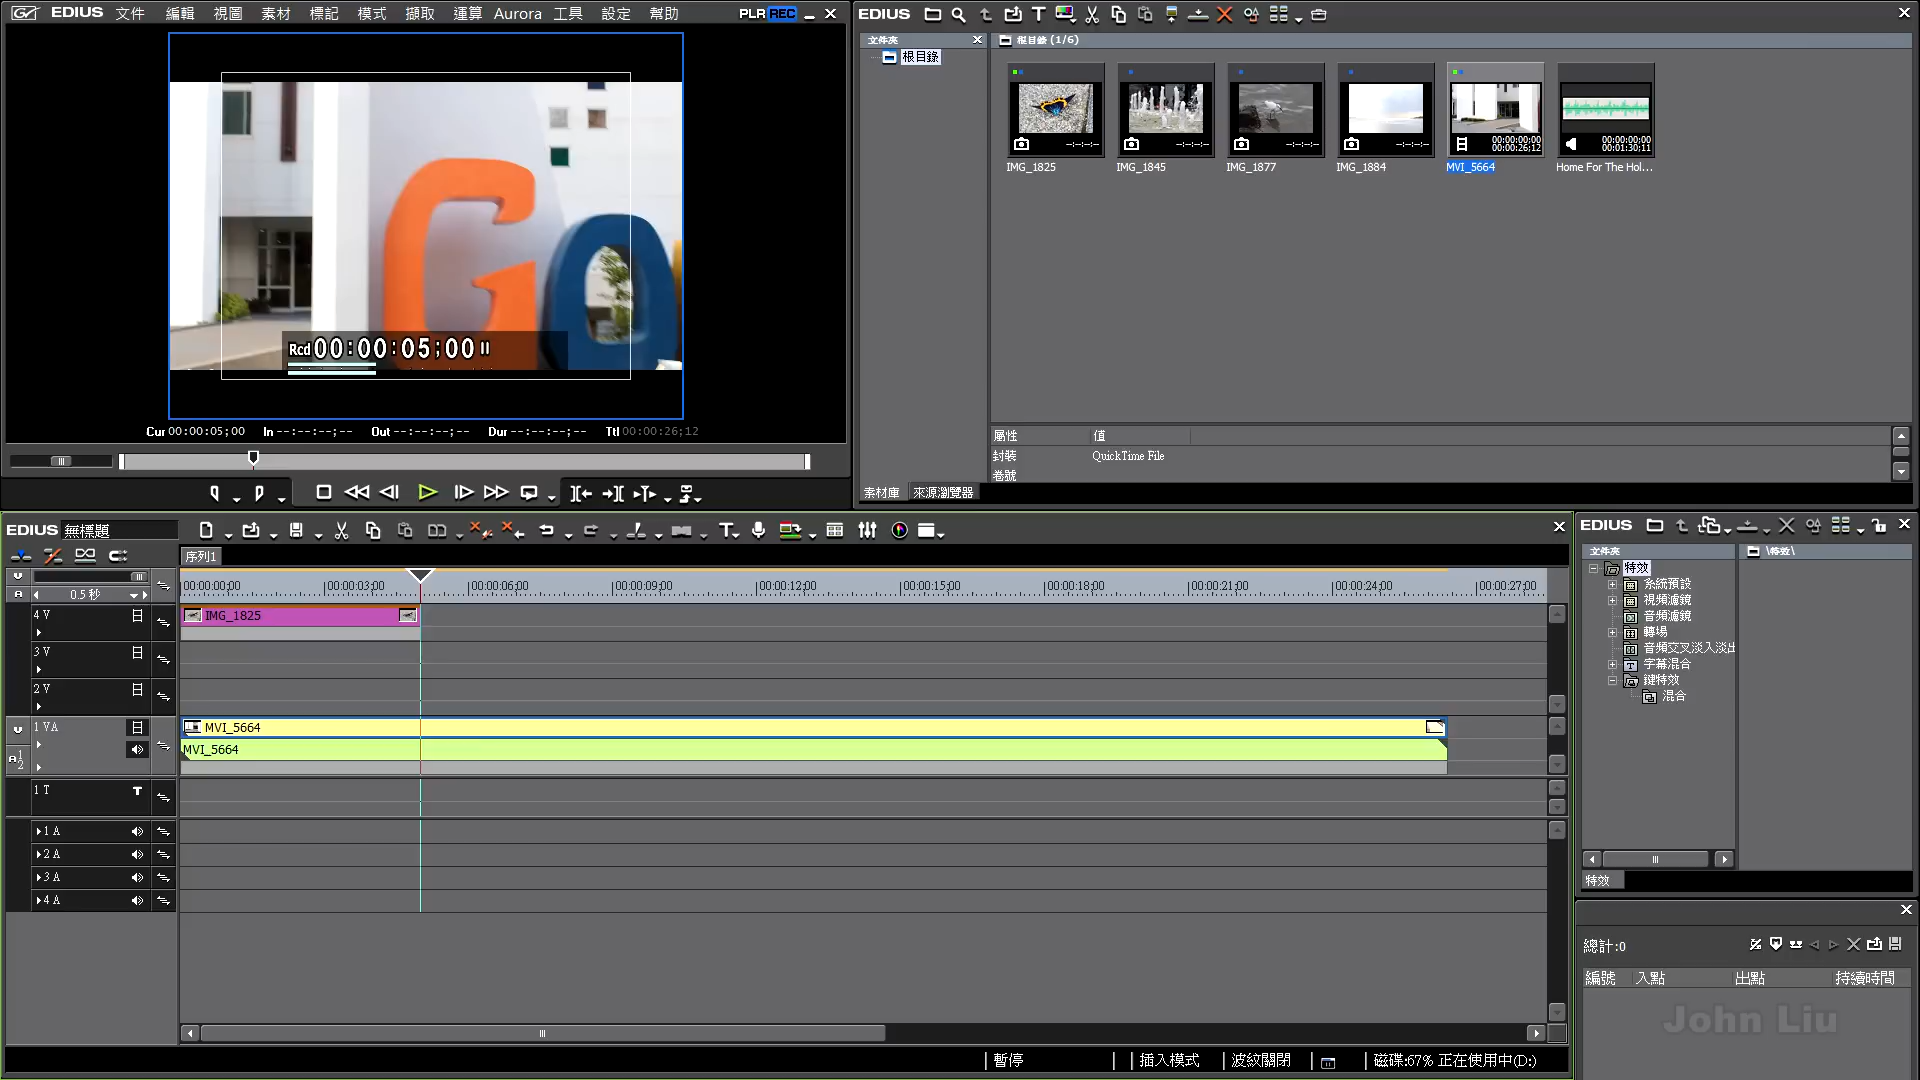 EDIUS 文件 編輯 視圖 素材 標記 模式 擷取 運算 Aurora 工具 設定 幫助 PLR REC
Go
Rcd 00:00:05;00
Cur 00:00:05;00 In --:--:--;-- Out --:--:--;-- Dur --:--:--;-- Ttl 00:00:26;12
EDIUS
文件夾
根目錄 (1/6)
根目錄
--:--:--;-- --:--:--;-- --:--:--;-- --:--:--;-- 00:00:00;00 00:00:00;00
00:00:26;12 00:01:30;11
IMG_1825 IMG_1845 IMG_1877 IMG_1884 MVI_5664 Home For The Hol...
屬性 值
封裝 QuickTime File
卷號
素材庫 來源瀏覽器
EDIUS 無標題
序列1
0.5 秒
00:00:00;00 00:00:03;00 00:00:06;00 00:00:09;00 00:00:12;00 00:00:15;00 00:00:18;00 00:00:21;00 00:00:24;00 00:00:27;00
4 V IMG_1825
3 V
2 V
1 VA MVI_5664
MVI_5664
1 T T
1 A
2 A
3 A
4 A
暫停 插入模式 波紋關閉 磁碟:67% 正在使用中(D:)
EDIUS
文件夾
\特效\
特效
系統預設
視頻濾鏡
音頻濾鏡
轉場
音頻交叉淡入淡出
字幕混合
鍵特效
混合
特效
總計:0
編號 入點 出點 持續時間
John Liu